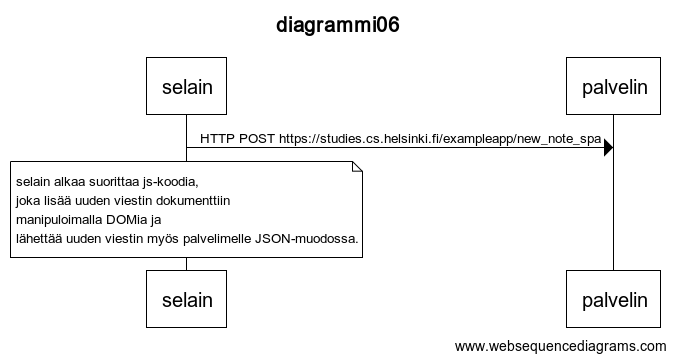 diagrammi06
selain
palvelin
HTTP POST https://studies.cs.helsinki.fi/exampleapp/new_note_spa
selain alkaa suorittaa js-koodia,
joka lisää uuden viestin dokumenttiin
manipuloimalla DOMia ja
lähettää uuden viestin myös palvelimelle JSON-muodossa.
selain
palvelin
www.websequencediagrams.com